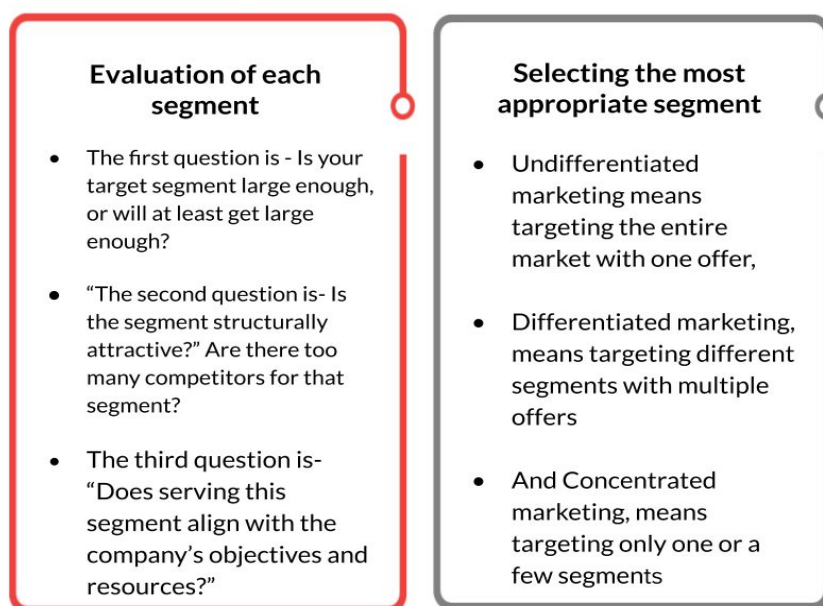 Evaluation of each
segment
• The first question is - Is your
target segment large enough,
or will at least get large
enough?
• “The second question is- Is
the segment structurally
attractive?” Are there too
many competitors for that
segment?
• The third question is-
“Does serving this
segment align with the
company’s objectives and
resources?”
Selecting the most
appropriate segment
• Undifferentiated
marketing means
targeting the entire
market with one offer,
• Differentiated marketing,
means targeting different
segments with multiple
offers
• And Concentrated
marketing, means
targeting only one or a
few segments